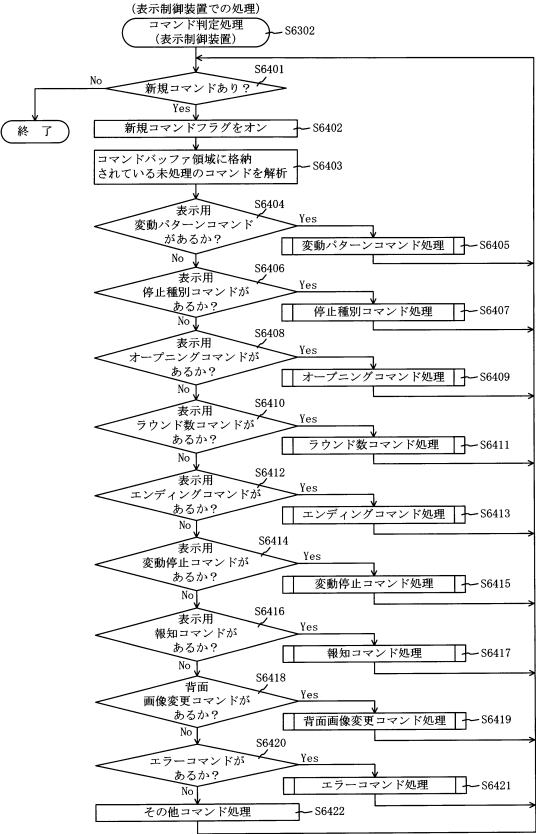 (表示制御装置での処理)
コマンド判定処理
(表示制御装置)
S6302
S6401
新規コマンドあり?
No
Yes
終 了
新規コマンドフラグをオン
S6402
コマンドバッファ領域に格納
されている未処理のコマンドを解析
S6403
S6404
表示用
変動パターンコマンド
があるか?
Yes
変動パターンコマンド処理
S6405
No
S6406
表示用
停止種別コマンドが
あるか?
Yes
停止種別コマンド処理
S6407
No
S6408
表示用
オープニングコマンドが
あるか?
Yes
オープニングコマンド処理
S6409
No
S6410
表示用
ラウンド数コマンドが
あるか?
Yes
ラウンド数コマンド処理
S6411
No
S6412
表示用
エンディングコマンドが
あるか?
Yes
エンディングコマンド処理
S6413
No
S6414
表示用
変動停止コマンドが
あるか?
Yes
変動停止コマンド処理
S6415
No
S6416
表示用
報知コマンドが
あるか?
Yes
報知コマンド処理
S6417
No
S6418
背面
画像変更コマンドが
あるか?
Yes
背面画像変更コマンド処理
S6419
No
S6420
エラーコマンドが
あるか?
Yes
エラーコマンド処理
S6421
No
その他コマンド処理
S6422